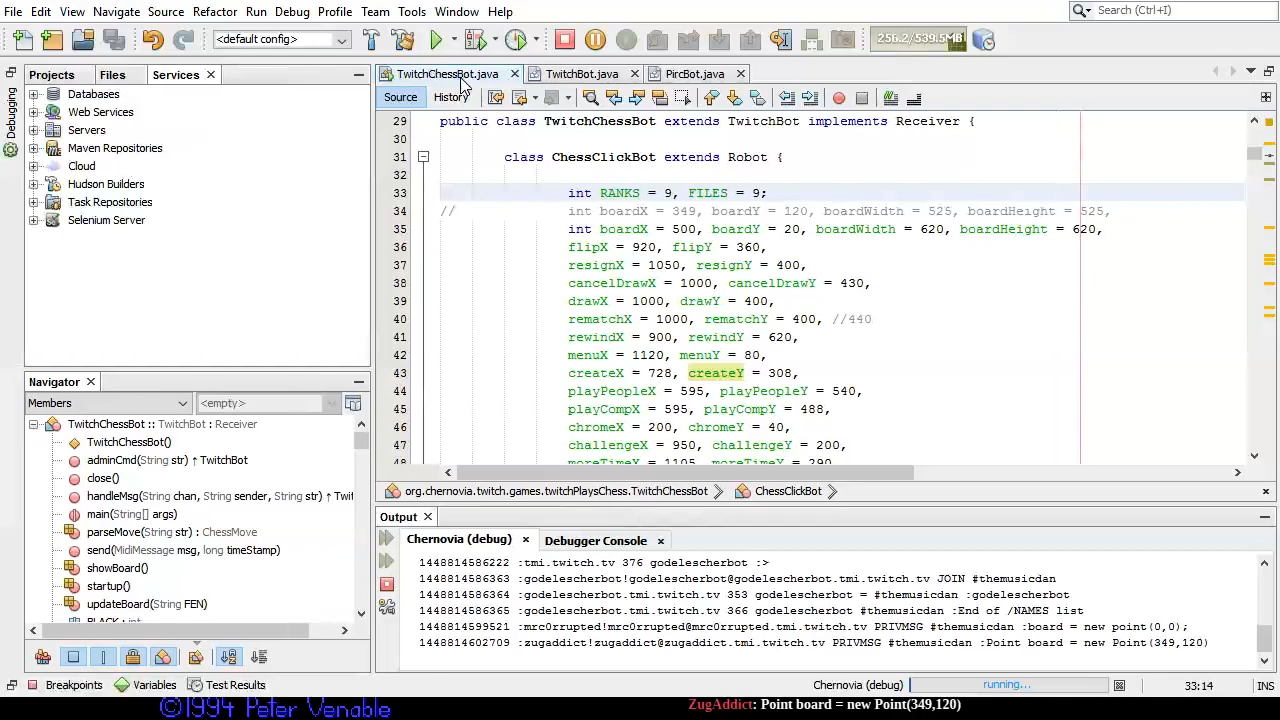 File Edit View Navigate Source Refactor Run Debug Profile Team Tools Window Help
Search (Ctrl+I)
<default config>
256.2/539.5MB
Projects Files Services
TwitchChessBot.java TwitchBot.java PircBot.java
Source History
Debugging
Databases
Web Services
Servers
Maven Repositories
Cloud
Hudson Builders
Task Repositories
Selenium Server
29 public class TwitchChessBot extends TwitchBot implements Receiver {
30
31 class ChessClickBot extends Robot {
32
33 int RANKS = 9, FILES = 9;
34 // int boardX = 349, boardY = 120, boardWidth = 525, boardHeight = 525,
35 int boardX = 500, boardY = 20, boardWidth = 620, boardHeight = 620,
36 flipX = 920, flipY = 360,
37 resignX = 1050, resignY = 400,
38 cancelDrawX = 1000, cancelDrawY = 430,
39 drawX = 1000, drawY = 400,
40 rematchX = 1000, rematchY = 400, //440
41 rewindX = 900, rewindY = 620,
42 menuX = 1120, menuY = 80,
43 createX = 728, createY = 308,
44 playPeopleX = 595, playPeopleY = 540,
45 playCompX = 595, playCompY = 488,
46 chromeX = 200, chromeY = 40,
47 challengeX = 950, challengeY = 200,
48 moreTimeX = 1105, moreTimeY = 290,
Navigator
Members <empty>
TwitchChessBot :: TwitchBot : Receiver
TwitchChessBot()
adminCmd(String str) ↑ TwitchBot
close()
handleMsg(String chan, String sender, String str) ↑ Twit
main(String[] args)
parseMove(String str) : ChessMove
send(MidiMessage msg, long timeStamp)
showBoard()
startup()
updateBoard(FEN)
BLACK : int
org.chernovia.twitch.games.twitchPlaysChess.TwitchChessBot ChessClickBot
Output
Chernovia (debug) Debugger Console
1448814586222 :tmi.twitch.tv 376 godelescherbot :>
1448814586363 :godelescherbot!godelescherbot@godelescherbot.tmi.twitch.tv JOIN #themusicdan
1448814586365 :godelescherbot.tmi.twitch.tv 353 godelescherbot = #themusicdan :godelescherbot
1448814586365 :godelescherbot.tmi.twitch.tv 366 godelescherbot #themusicdan :End of /NAMES list
1448814599521 :mrc0rrupted!mrc0rrupted@mrc0rrupted.tmi.twitch.tv PRIVMSG #themusicdan :board = new point(0,0);
1448814602709 :zugaddict!zugaddict@zugaddict.tmi.twitch.tv PRIVMSG #themusicdan :Point board = new Point(349,120)
Breakpoints Variables Test Results
Chernovia (debug) running... 33:14 INS
©1994 Peter Venable
ZugAddict: Point board = new Point(349,120)